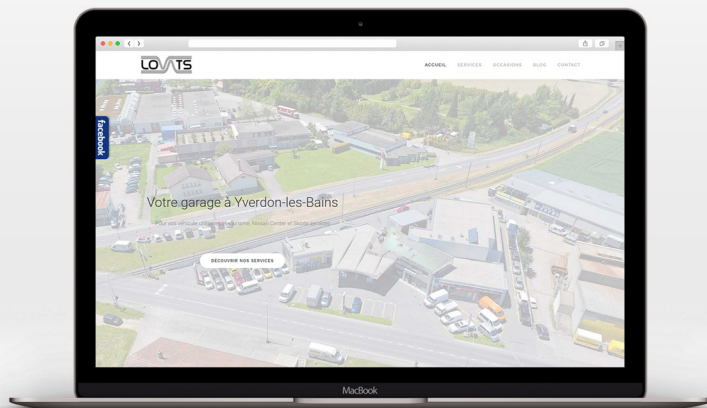 LOVATS
ACCUEIL SERVICES OCCASIONS BLOG CONTACT
facebook
Votre garage à Yverdon-les-Bains
DÉCOUVRIR NOS SERVICES
MacBook